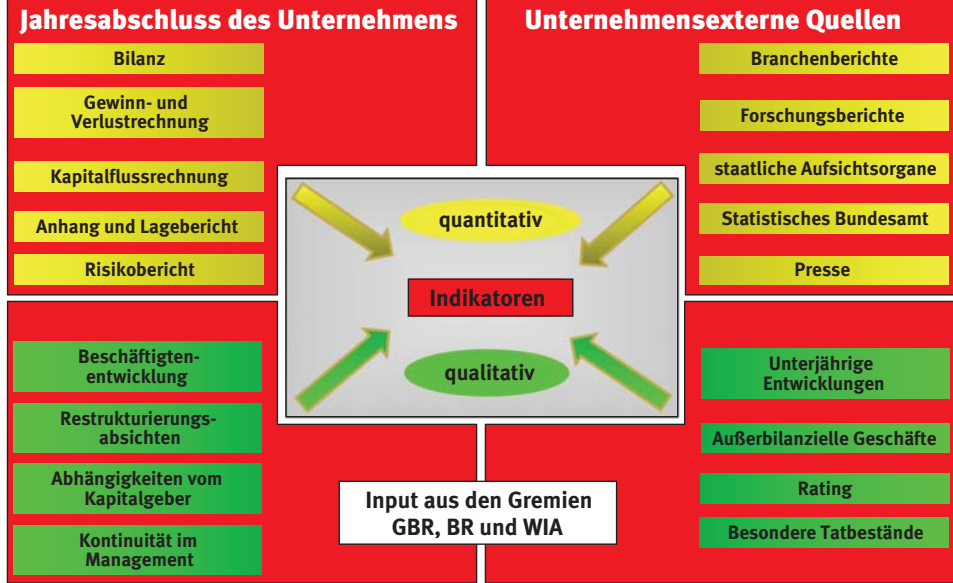 Jahresabschluss des Unternehmens
Bilanz
Gewinn- und
Verlustrechnung
Kapitalflussrechnung
Anhang und Lagebericht
Risikobericht
Unternehmensexterne Quellen
Branchenberichte
Forschungsberichte
staatliche Aufsichtsorgane
Statistisches Bundesamt
Presse
quantitativ
Indikatoren
qualitativ
Beschäftigten-
entwicklung
Restrukturierungs-
absichten
Abhängigkeiten vom
Kapitalgeber
Kontinuität im
Management
Unterjährige
Entwicklungen
Außerbilanzielle Geschäfte
Rating
Besondere Tatbestände
Input aus den Gremien
GBR, BR und WIA